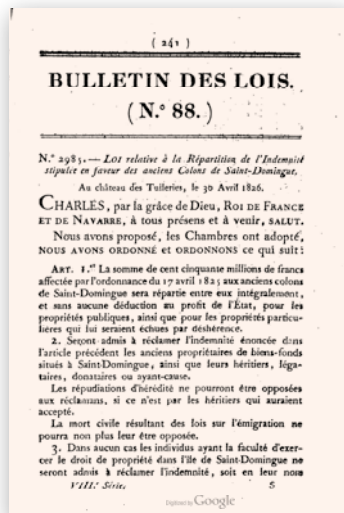 ( 241 )
BULLETIN DES LOIS.
( N.° 88. )
N.° 2985. — LOI relative à la Répartition de l'Indemnité
stipulée en faveur des anciens Colons de Saint-Domingue.
Au château des Tuileries, le 30 Avril 1826.
CHARLES, par la grâce de Dieu, ROI DE FRANCE
ET DE NAVARRE, à tous présens et à venir, SALUT.
Nous avons proposé, les Chambres ont adopté,
NOUS AVONS ORDONNÉ et ORDONNONS ce qui suit :
ART. 1.er La somme de cent cinquante millions de francs
affectée par l'ordonnance du 17 avril 1825 aux anciens colons
de Saint-Domingue sera répartie entre eux intégralement,
et sans aucune déduction au profit de l'État, pour les
propriétés publiques, ainsi que pour les propriétés particu-
lières qui lui seraient échues par déshérence.
2. Seront admis à réclamer l'indemnité énoncée dans
l'article précédent les anciens propriétaires de biens-fonds
situés à Saint-Domingue, ainsi que leurs héritiers, léga-
taires, donataires ou ayant-cause.
Les répudiations d'hérédité ne pourront être opposées
aux réclamans, si ce n'est par les héritiers qui auraient
accepté.
La mort civile résultant des lois sur l'émigration ne
pourra non plus leur être opposée.
3. Dans aucun cas les individus ayant la faculté d'exer-
cer le droit de propriété dans l'île de Saint-Domingue ne
seront admis à réclamer l'indemnité, soit en leur nom
VIII.e Série. 5
Digitized by Google